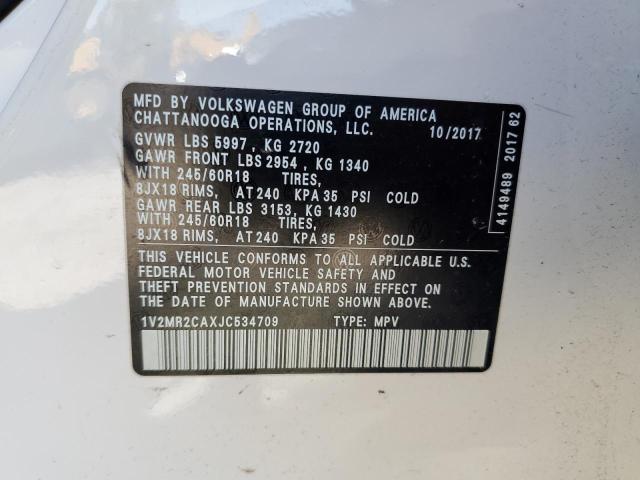 MFD BY VOLKSWAGEN GROUP OF AMERICA
CHATTANOOGA OPERATIONS, LLC. 10/2017
GVWR LBS 5997, KG 2720
GAWR FRONT LBS 2954, KG 1340
WITH 245/60R18 TIRES,
8JX18 RIMS, AT 240 KPA 35 PSI COLD
GAWR REAR LBS 3153, KG 1430
WITH 245/60R18 TIRES,
8JX18 RIMS, AT 240 KPA 35 PSI COLD
THIS VEHICLE CONFORMS TO ALL APPLICABLE U.S.
FEDERAL MOTOR VEHICLE SAFETY AND
THEFT PREVENTION STANDARDS IN EFFECT ON
THE DATE OF MANUFACTURE SHOWN ABOVE.
1V2MR2CAXJC534709 TYPE: MPV
4149489 2017 62